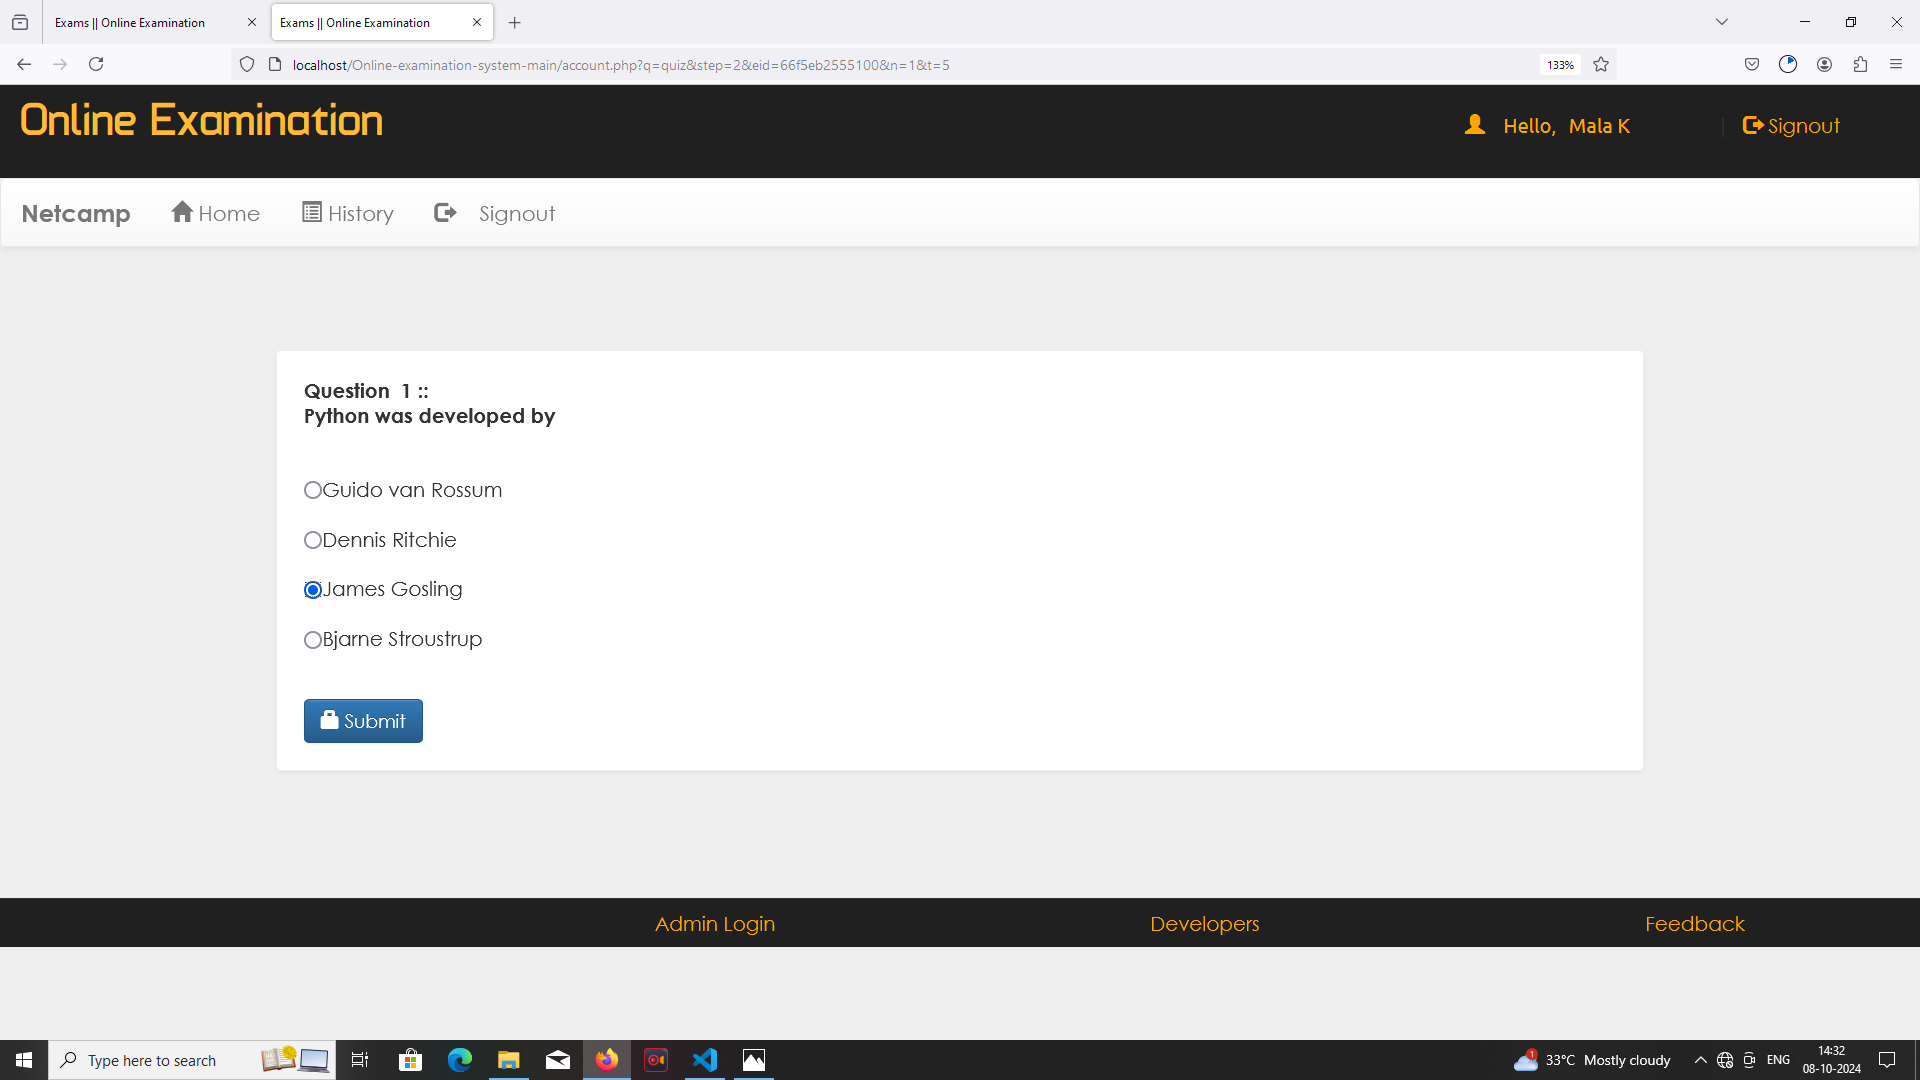 Exams || Online Examination
Exams || Online Examination
localhost/Online-examination-system-main/account.php?q=quiz&step=2&eid=66f5eb2555100&n=1&t=5
133%
Online Examination
Hello, Mala K
| Signout
Netcamp
Home
History
Signout
Question 1 ::
Python was developed by
Guido van Rossum
Dennis Ritchie
James Gosling
Bjarne Stroustrup
Submit
Admin Login
Developers
Feedback
Type here to search
1
33°C Mostly cloudy
ENG
14:32
08-10-2024